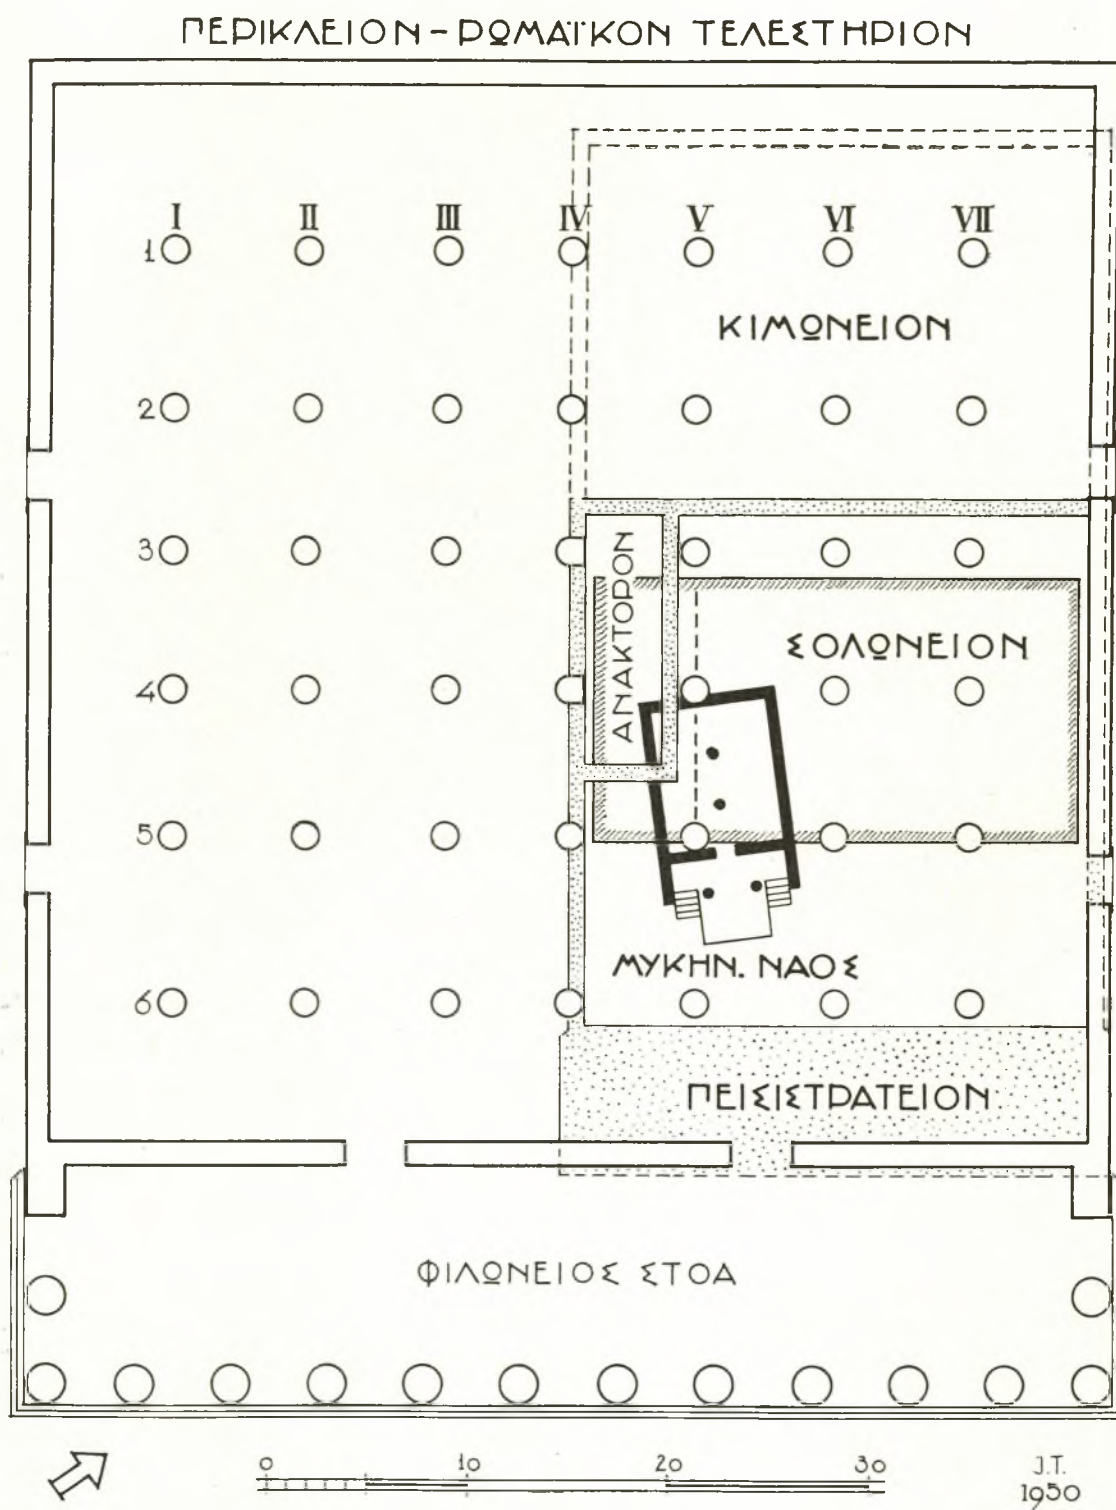 ΠΕΡΙΚΛΕΙΟΝ-ΡΩΜΑΪΚΟΝ ΤΕΛΕΣΤΗΡΙΟΝ
I II III IV V VI VII
1
ΚΙΜΩΝΕΙΟΝ
2
3
ΑΝΑΚΤΟΡΟΝ
ΣΟΛΩΝΕΙΟΝ
4
5
ΜΥΚΗΝ. ΝΑΟΣ
6
ΠΕΙΣΙΣΤΡΑΤΕΙΟΝ
ΦΙΛΩΝΕΙΟΣ ΣΤΟΑ
0 10 20 30
J.T.
1950